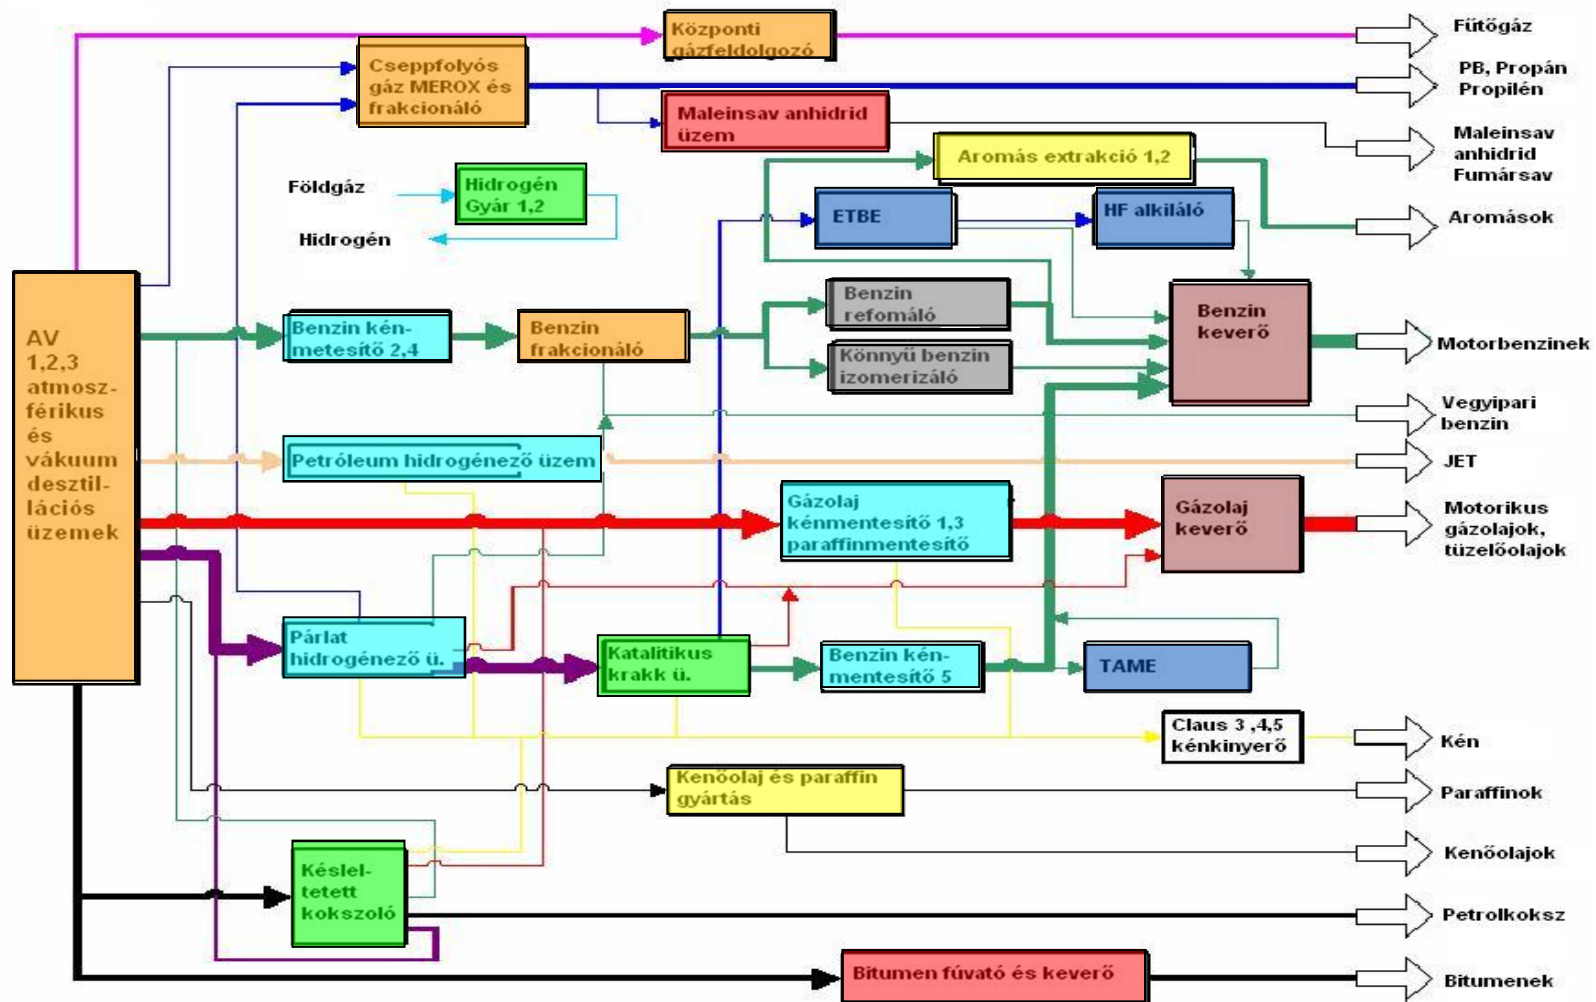 Központi
gázfeldolgozó
Fűtőgáz
Cseppfolyós
gáz MEROX és
frakcionáló
PB, Propán
Propilén
Maleinsav anhidrid
üzem
Maleinsav
anhidrid
Fumársav
Aromás extrakció 1,2
Földgáz
Hidrogén
Gyár 1,2
Hidrogén
ETBE
HF alkiláló
Aromások
AV
1,2,3
atmosz-
férikus
és
vákuum
desztil-
lációs
üzemek
Benzin kén-
metesítő 2,4
Benzin
frakcionáló
Benzin
refomáló
Könnyű benzin
izomerizáló
Benzin
keverő
Motorbenzinek
Vegyipari
benzin
Petróleum hidrogénező üzem
JET
Gázolaj
kénmentesítő 1,3
paraffinmentesítő
Gázolaj
keverő
Motorikus
gázolajok,
tüzelőolajok
Párlat
hidrogénező ü.
Katalitikus
krakk ü.
Benzin kén-
mentesítő 5
TAME
Claus 3 ,4,5
kénkinyerő
Kén
Kenőolaj és paraffin
gyártás
Paraffinok
Kenőolajok
Késlel-
tetett
kokszoló
Petrolkoksz
Bitumen fúvató és keverő
Bitumenek